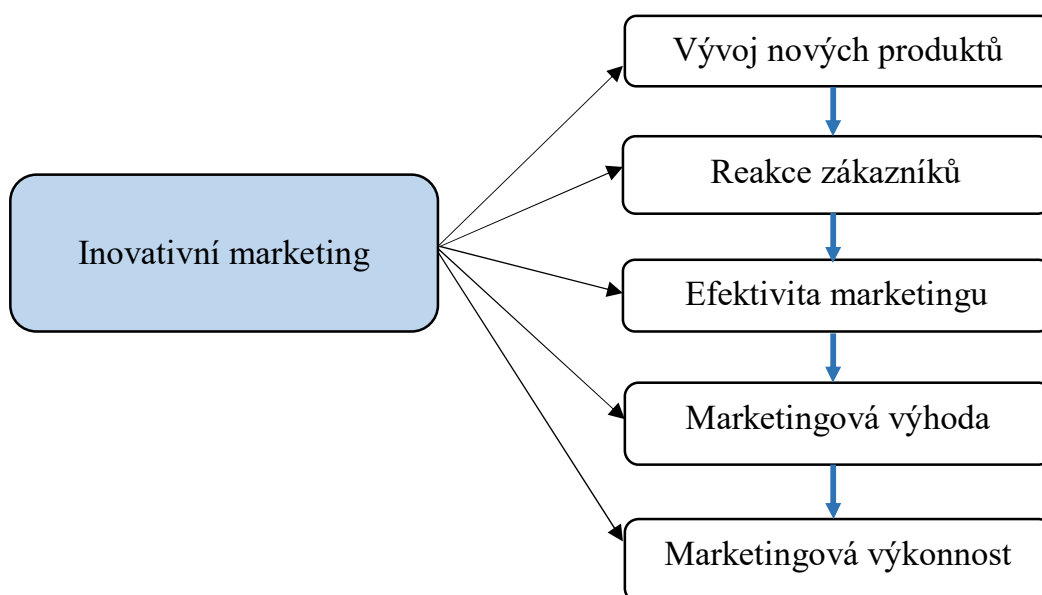 Vývoj nových produktů
Reakce zákazníků
Inovativní marketing
Efektivita marketingu
Marketingová výhoda
Marketingová výkonnost